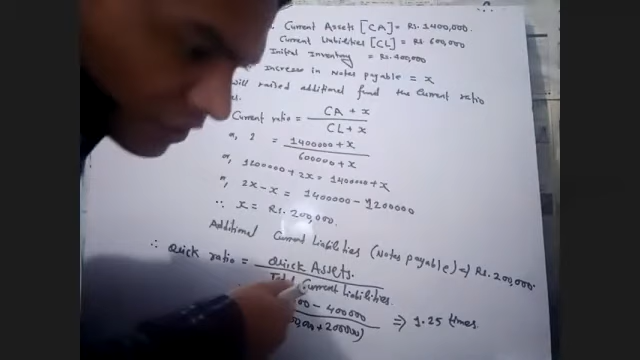 Current Assets [CA] = Rs. 1400,000.
Current Liabilities [CL] = Rs 600,000
Initial Inventory = Rs. 400,000
Increase in Notes payable = x
will raised additional fund the current ratio
Current ratio = CA + x
CL + x
or, 2 = 1400000 + x
600000 + x
or, 1200000 + 2x = 1400000 + x
or, 2x - x = 1400000 - 1200000
∴ x = Rs. 200,000.
Additional Current Liabilities (Notes payable) ⇒ Rs. 200,000.
∴ Quick ratio = Quick Assets.
Total Current Liabilities.
- 400000
+ 200000) ⇒ 1.25 times.